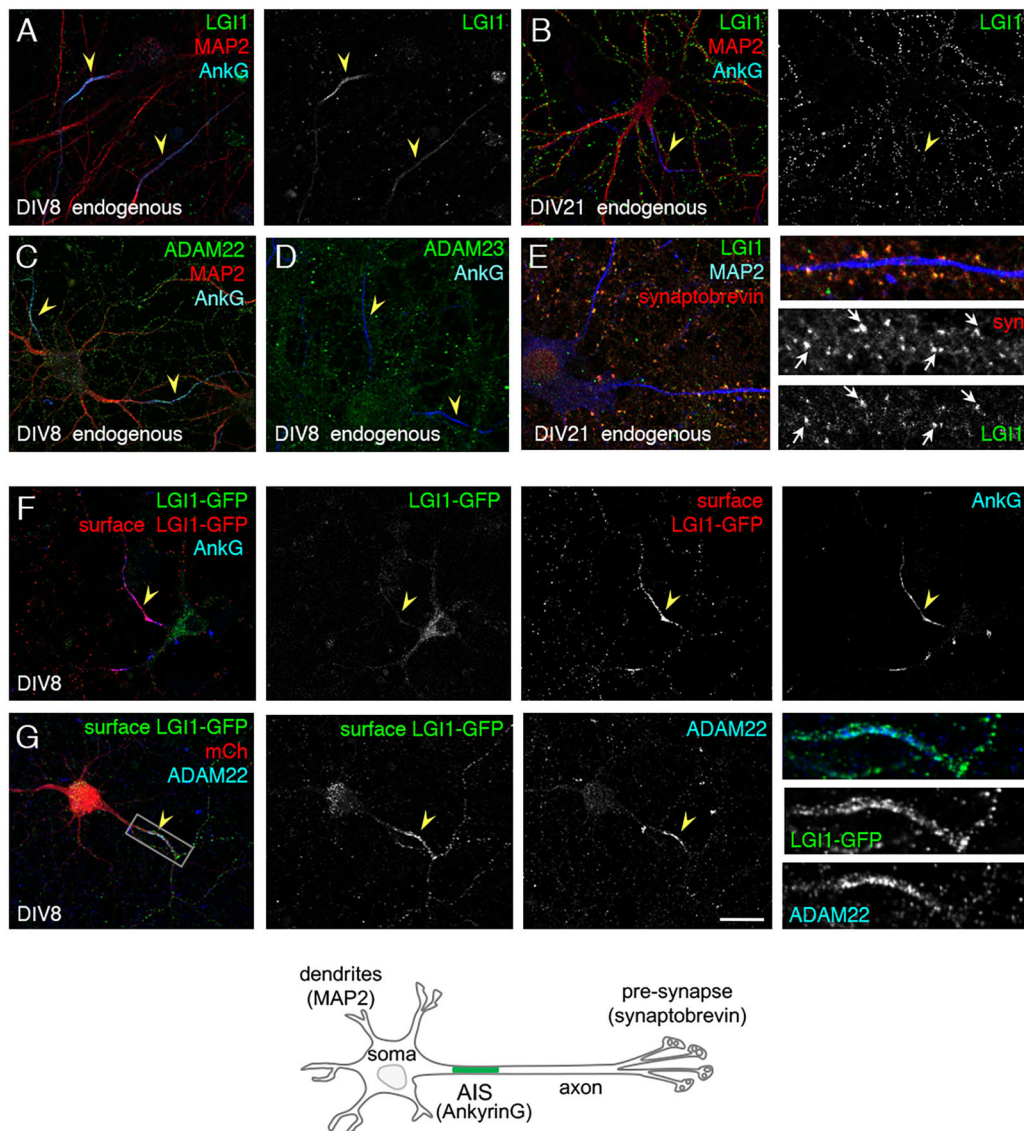 A
LGI1
MAP2
AnkG
DIV8 endogenous
LGI1
B
LGI1
MAP2
AnkG
DIV21 endogenous
LGI1
C
ADAM22
MAP2
AnkG
DIV8 endogenous
D
ADAM23
AnkG
DIV8 endogenous
E
LGI1
MAP2
synaptobrevin
DIV21 endogenous
syn
LGI1
F
LGI1-GFP
surface LGI1-GFP
AnkG
DIV8
LGI1-GFP
surface
LGI1-GFP
AnkG
G
surface LGI1-GFP
mCh
ADAM22
DIV8
surface LGI1-GFP
ADAM22
LGI1-GFP
ADAM22
dendrites
(MAP2)
soma
AIS
(AnkyrinG)
axon
pre-synapse
(synaptobrevin)